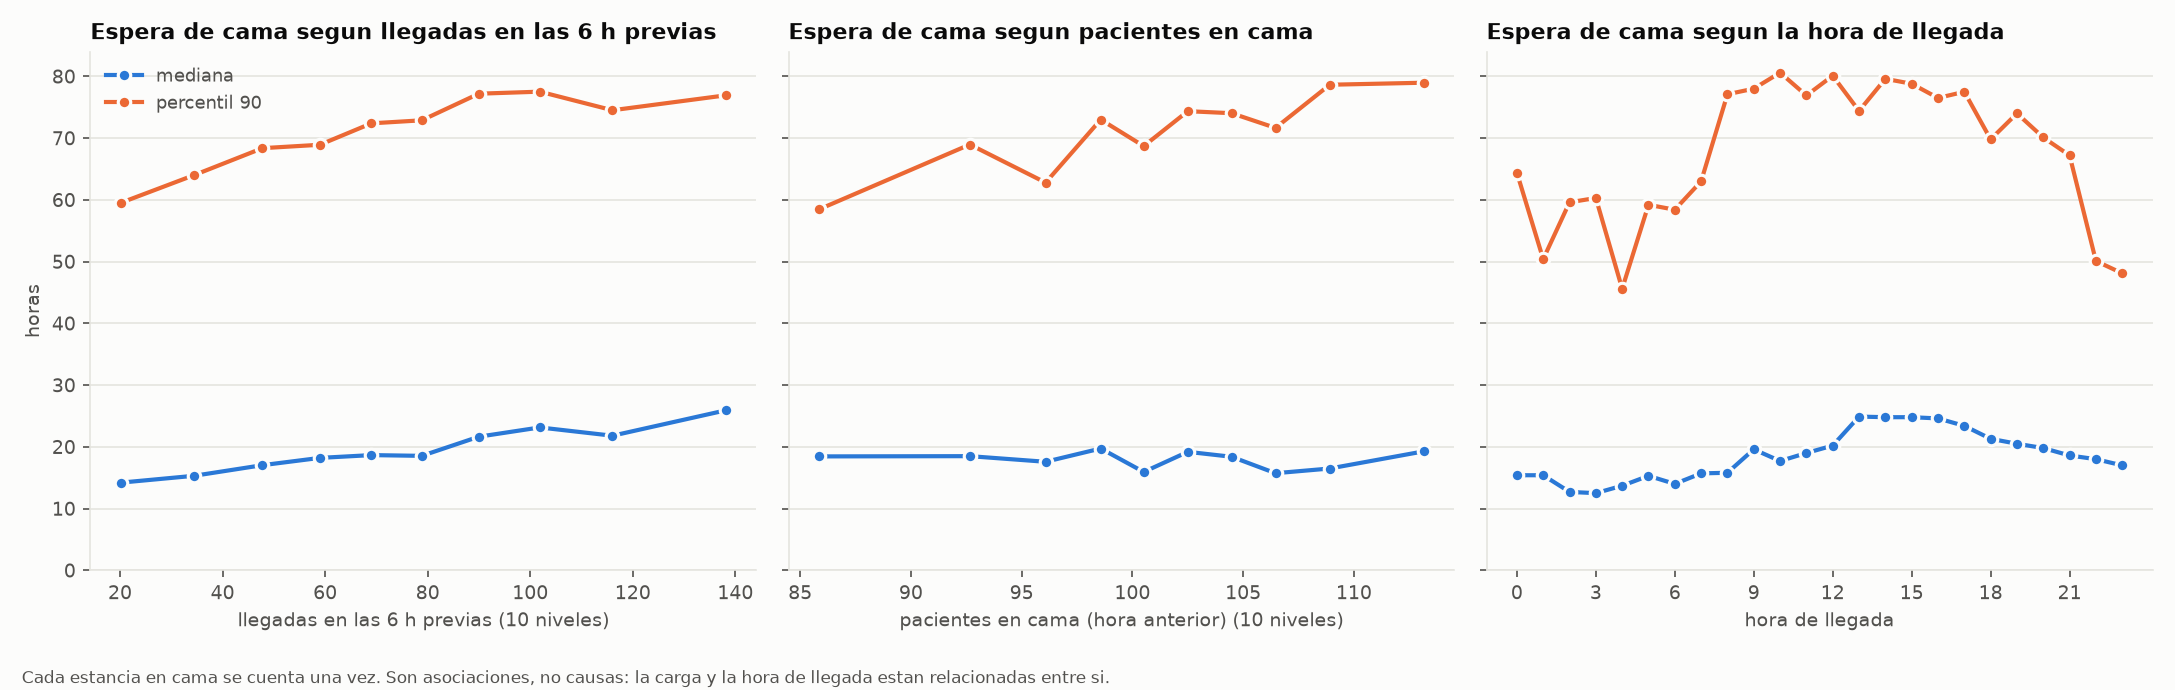 Espera de cama segun llegadas en las 6 h previas
mediana
percentil 90
horas
80
70
60
50
40
30
20
10
0
20 40 60 80 100 120 140
llegadas en las 6 h previas (10 niveles)
Espera de cama segun pacientes en cama
85 90 95 100 105 110
pacientes en cama (hora anterior) (10 niveles)
Espera de cama segun la hora de llegada
0 3 6 9 12 15 18 21
hora de llegada
Cada estancia en cama se cuenta una vez. Son asociaciones, no causas: la carga y la hora de llegada estan relacionadas entre si.